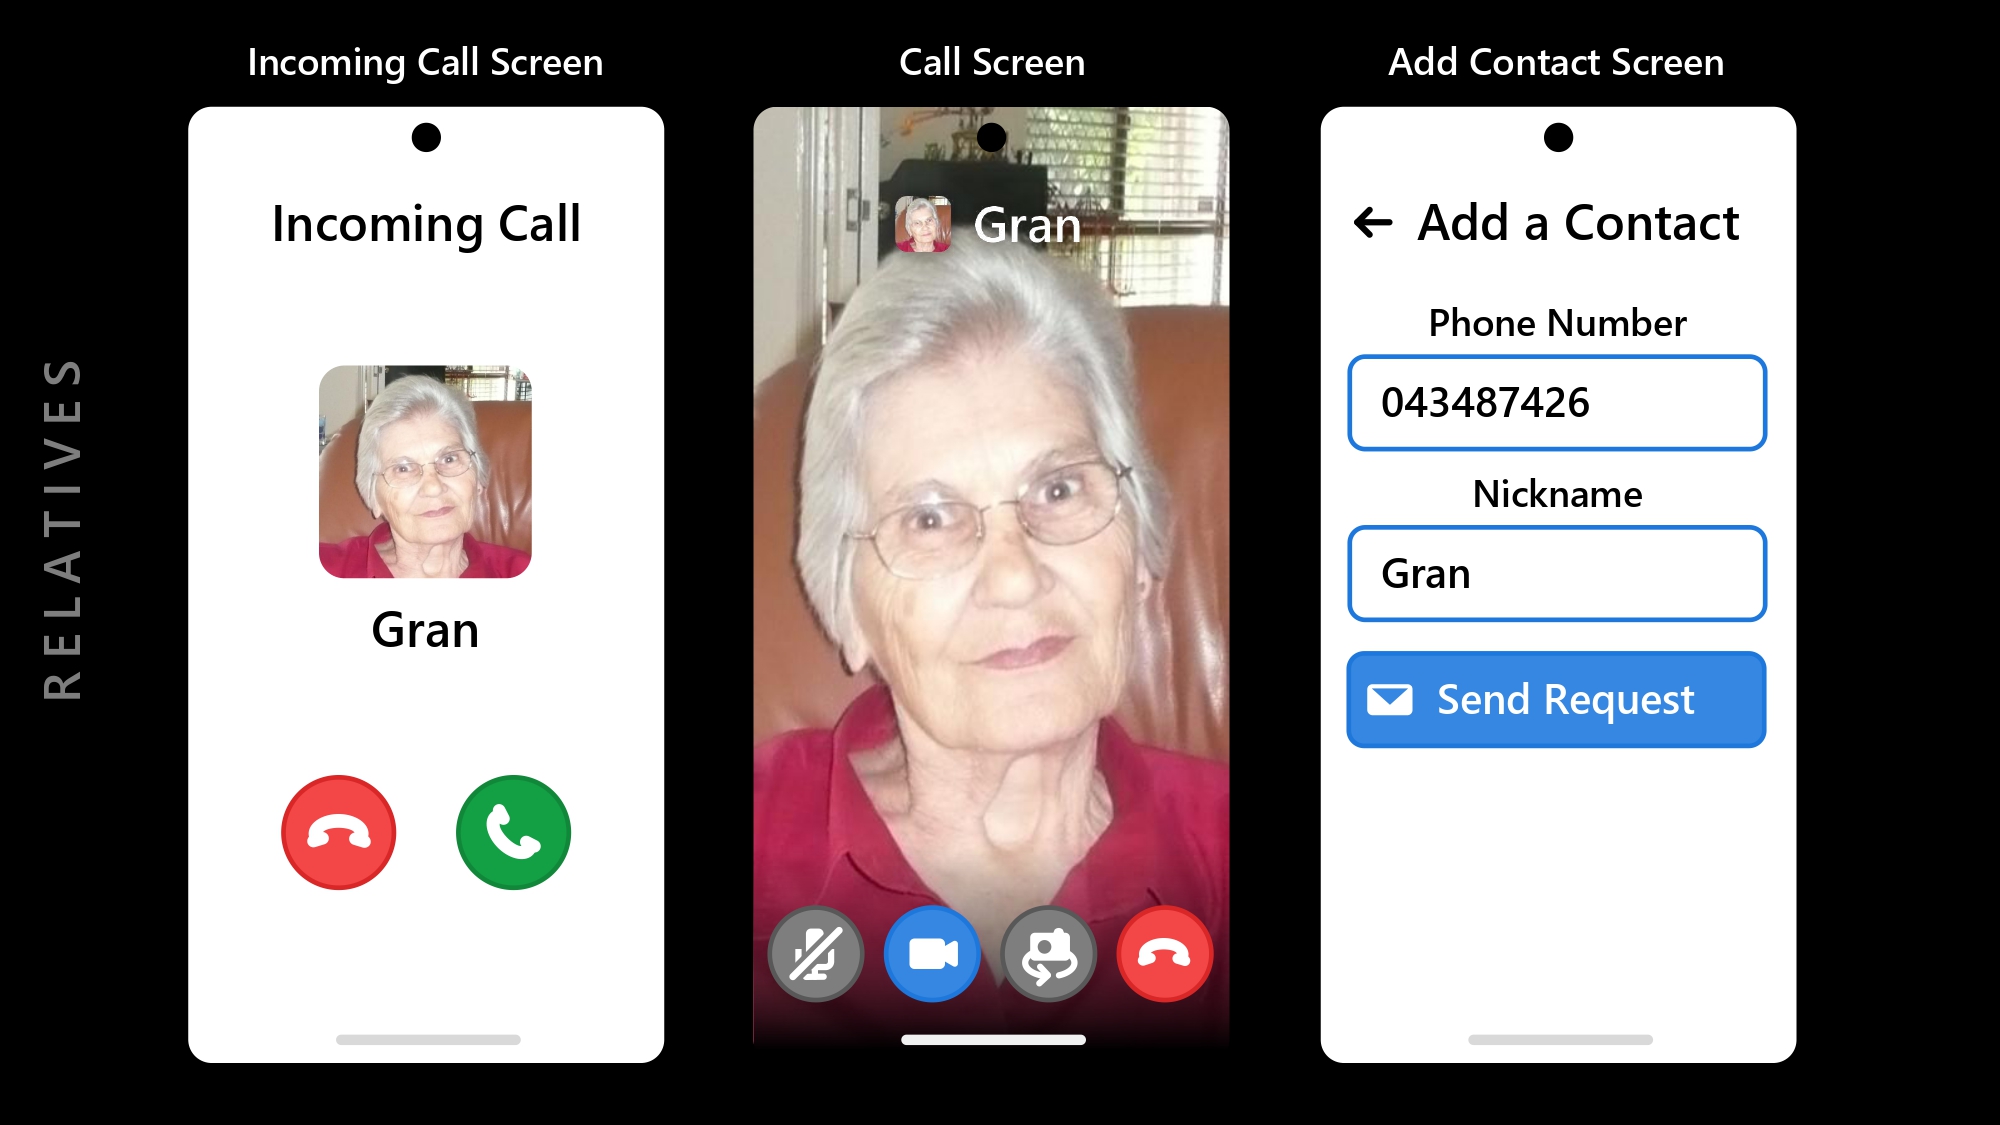 RELATIVES
Incoming Call Screen
Incoming Call
Gran
Call Screen
Gran
Add Contact Screen
Add a Contact
Phone Number
043487426
Nickname
Gran
Send Request